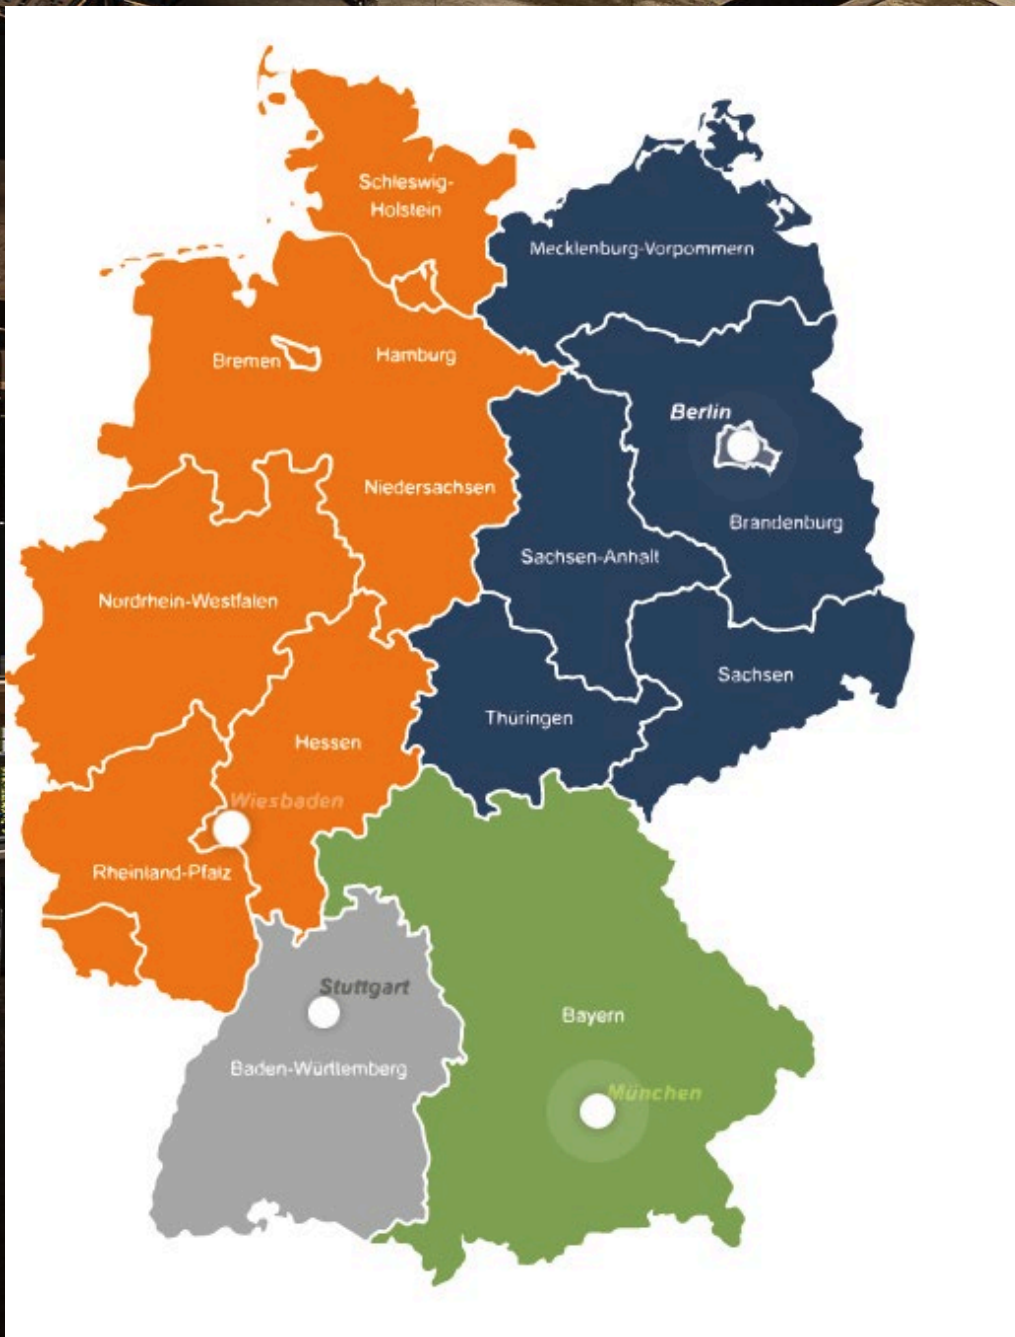 Schleswig-
Holstein
Mecklenburg-Vorpommern
Bremen
Hamburg
Berlin
Niedersachsen
Brandenburg
Sachsen-Anhalt
Nordrhein-Westfalen
Sachsen
Thüringen
Hessen
Wiesbaden
Rheinland-Pfalz
Stuttgart
Bayern
Baden-Württemberg
München